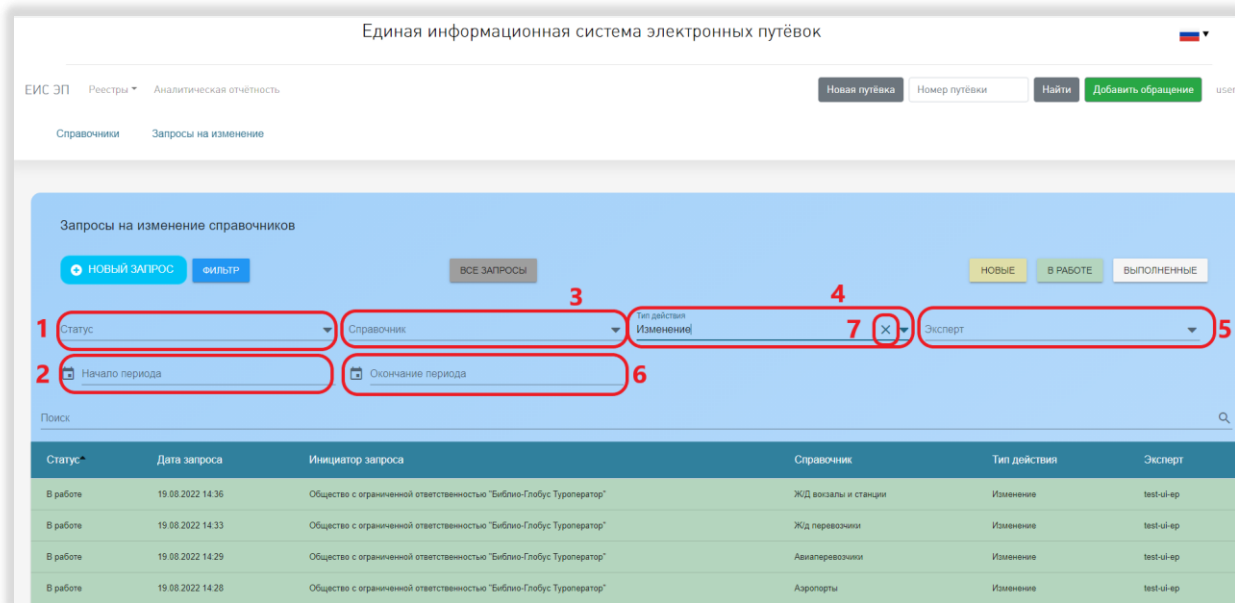 Единая информационная система электронных путёвок
ЕИС ЭП Реестры Аналитическая отчётность Новая путёвка Номер путёвки Найти Добавить обращение user
Справочники Запросы на изменение
Запросы на изменение справочников
НОВЫЙ ЗАПРОС ФИЛЬТР ВСЕ ЗАПРОСЫ НОВЫЕ В РАБОТЕ ВЫПОЛНЕННЫЕ
3 4
Тип действия
1 Статус Справочник Изменение 7 Эксперт 5
2 Начало периода Окончание периода 6
Поиск
Статус Дата запроса Инициатор запроса Справочник Тип действия Эксперт
В работе 19.08.2022 14:36 Общество с ограниченной ответственностью "Библио-Глобус Туроператор" Ж/Д вокзалы и станции Изменение test-ui-ep
В работе 19.08.2022 14:33 Общество с ограниченной ответственностью "Библио-Глобус Туроператор" Ж/д перевозчики Изменение test-ui-ep
В работе 19.08.2022 14:29 Общество с ограниченной ответственностью "Библио-Глобус Туроператор" Авиаперевозчики Изменение test-ui-ep
В работе 19.08.2022 14:28 Общество с ограниченной ответственностью "Библио-Глобус Туроператор" Аэропорты Изменение test-ui-ep